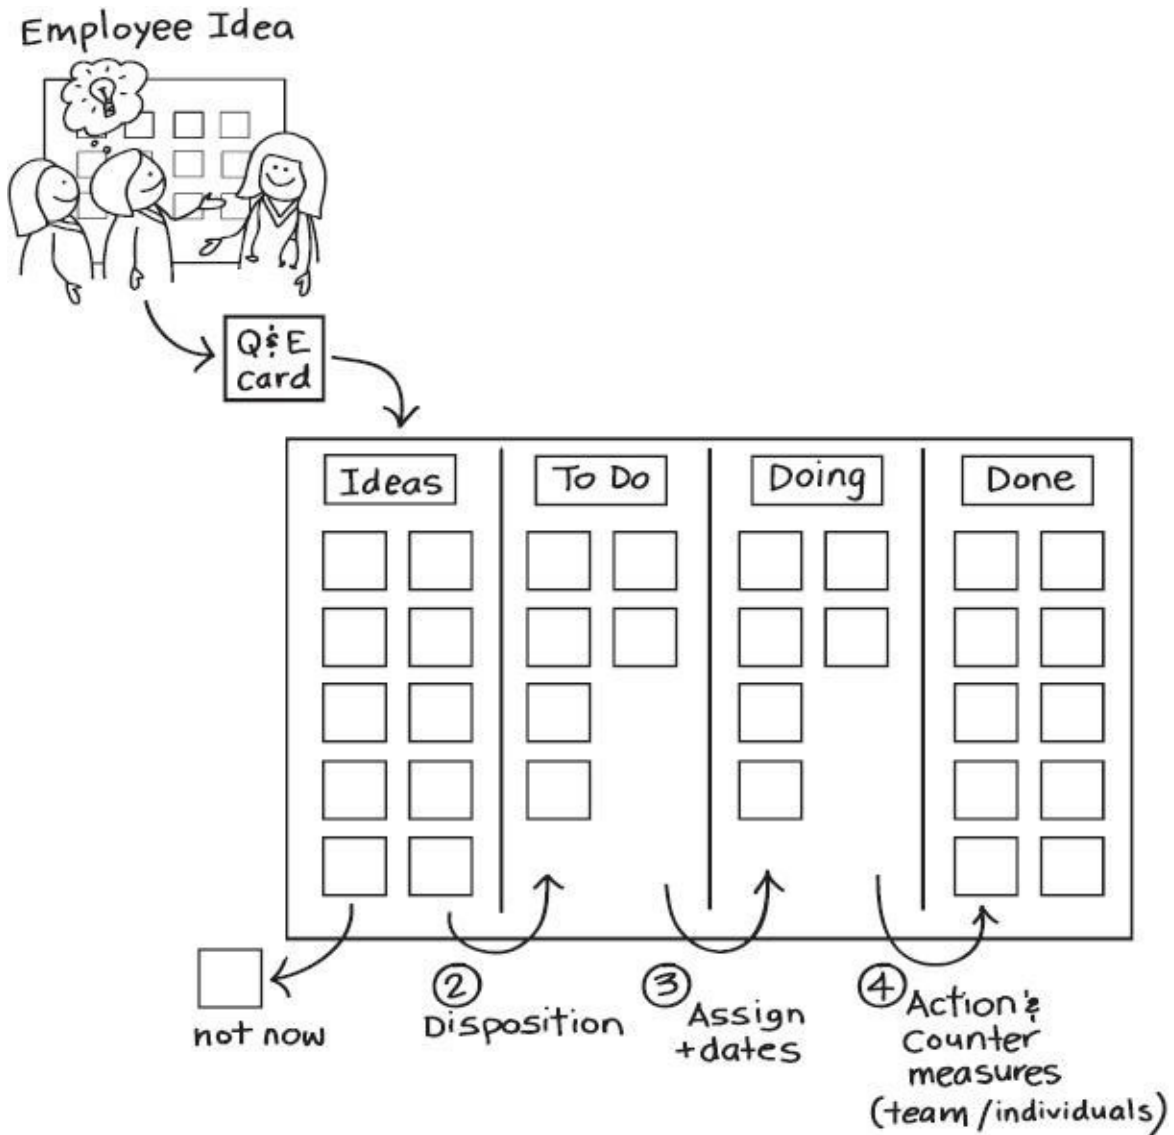 Employee Idea
Q & E
card
Ideas
To Do
Doing
Done
not now
2
Disposition
3
Assign
+ dates
4
Action &
counter
measures
(team/individuals)